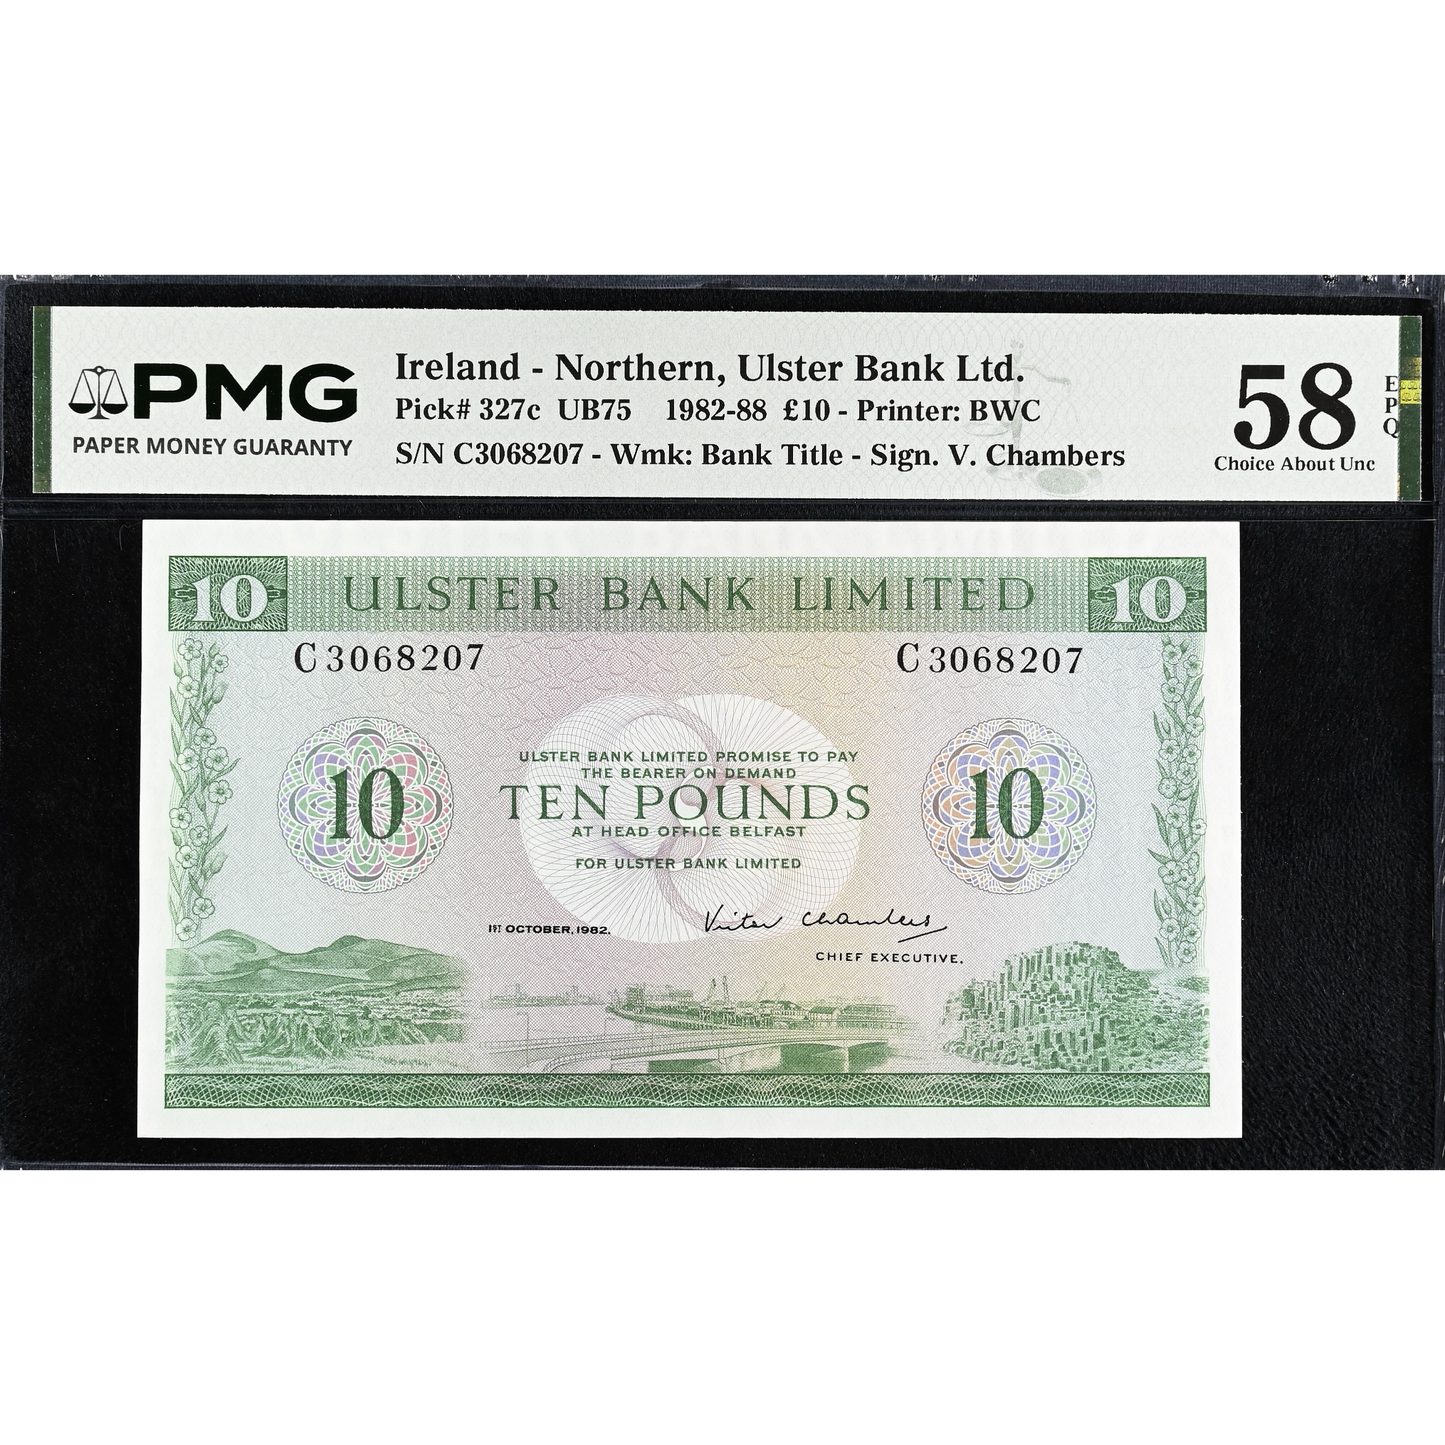 PMG
PAPER MONEY GUARANTY
Ireland - Northern, Ulster Bank Ltd.
Pick# 327c UB75 1982-88 £10 - Printer: BWC
S/N C3068207 - Wmk: Bank Title - Sign. V. Chambers
58
EPQ
Choice About Unc
10 ULSTER BANK LIMITED 10
C3068207 C3068207
ULSTER BANK LIMITED PROMISE TO PAY
THE BEARER ON DEMAND
10 TEN POUNDS 10
AT HEAD OFFICE BELFAST
FOR ULSTER BANK LIMITED
1ST OCTOBER, 1982.
Victor Chambers
CHIEF EXECUTIVE.